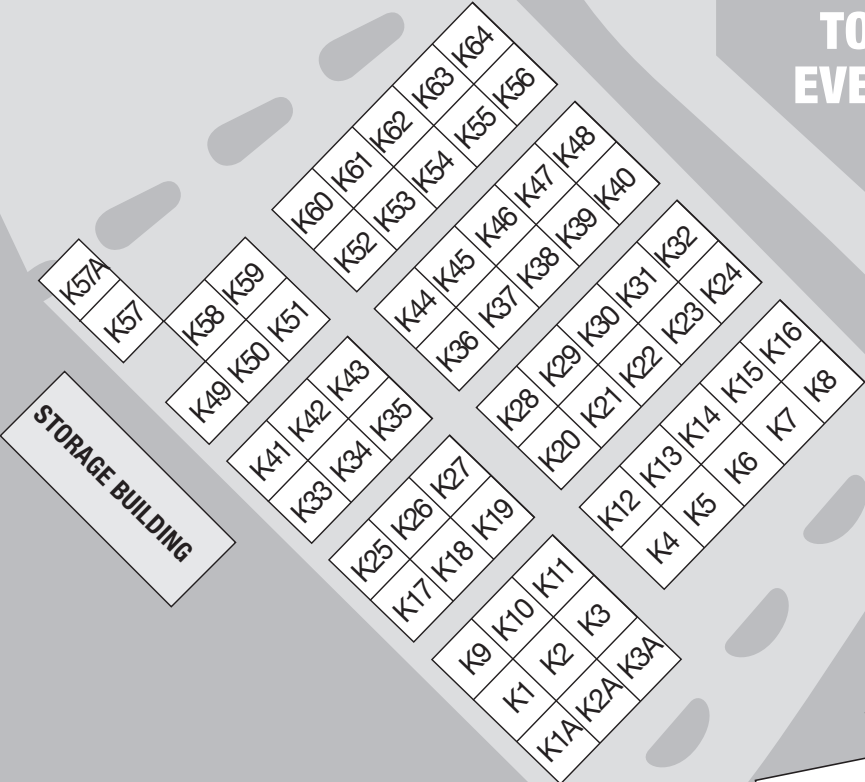 TO
EVE
K64
K63
K56
K62
K55
K61
K54
K60
K53
K52
K48
K47
K40
K46
K39
K45
K38
K44
K37
K36
K57A
K57
K59
K58
K51
K50
K49
K32
K31
K24
K30
K23
K29
K22
K28
K21
K20
K43
K42
K35
K41
K34
K33
K16
K15
K8
K14
K7
K13
K6
K12
K5
K4
STORAGE BUILDING
K27
K26
K19
K25
K18
K17
K11
K10
K3
K9
K2
K3A
K1
K2A
K1A